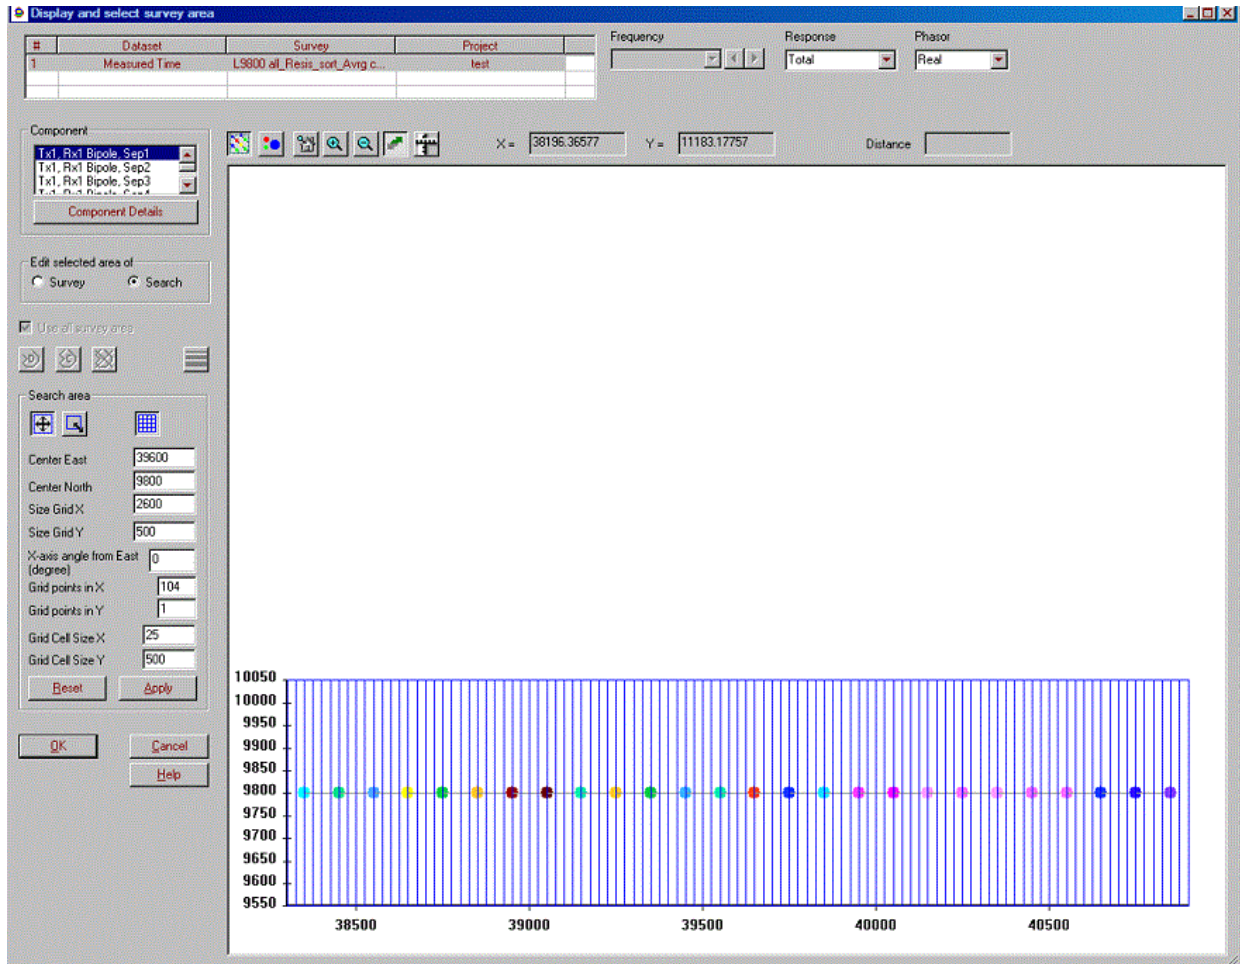 Display and select survey area
# Dataset Survey Project
1 Measured Time L9800 all_Resis_sort_Avrg c... test
Frequency
Response
Total
Phasor
Real
Component
Tx1, Rx1 Bipole, Sep1
Tx1, Rx1 Bipole, Sep2
Tx1, Rx1 Bipole, Sep3
Component Details
X = 38196.36577 Y = 11183.17757 Distance
Edit selected area of
Survey Search
Use all survey area
Search area
Center East 39600
Center North 9800
Size Grid X 2600
Size Grid Y 500
X-axis angle from East 0
(degree)
Grid points in X 104
Grid points in Y 1
Grid Cell Size X 25
Grid Cell Size Y 500
Reset Apply
OK Cancel
Help
10050
10000
9950
9900
9850
9800
9750
9700
9650
9600
9550
38500 39000 39500 40000 40500